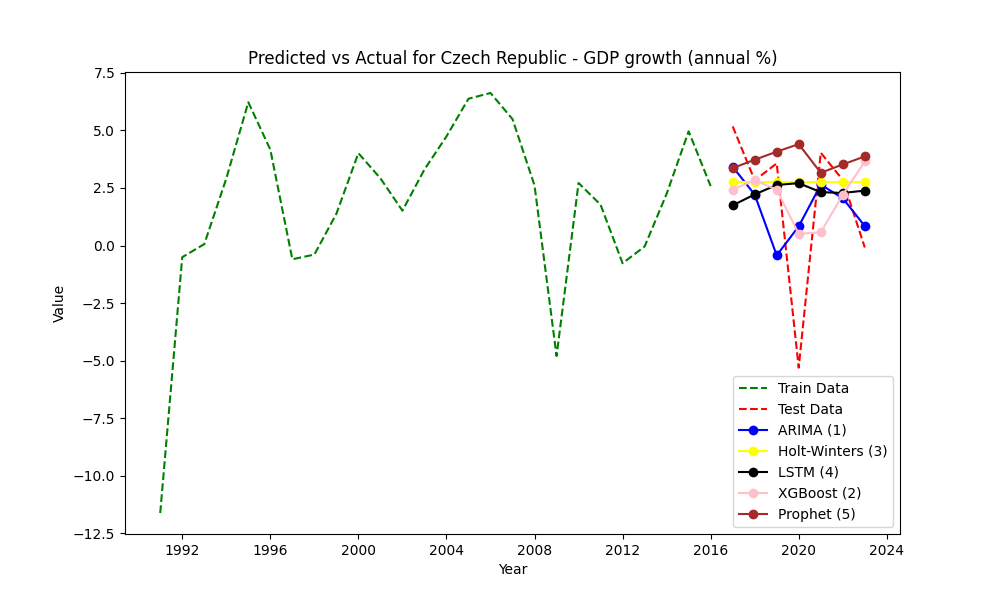 Predicted vs Actual for Czech Republic - GDP growth (annual %)
7.5
5.0
2.5
0.0
−2.5
−5.0
−7.5
−10.0
−12.5
Value
Train Data
Test Data
ARIMA (1)
Holt-Winters (3)
LSTM (4)
XGBoost (2)
Prophet (5)
1992 1996 2000 2004 2008 2012 2016 2020 2024
Year